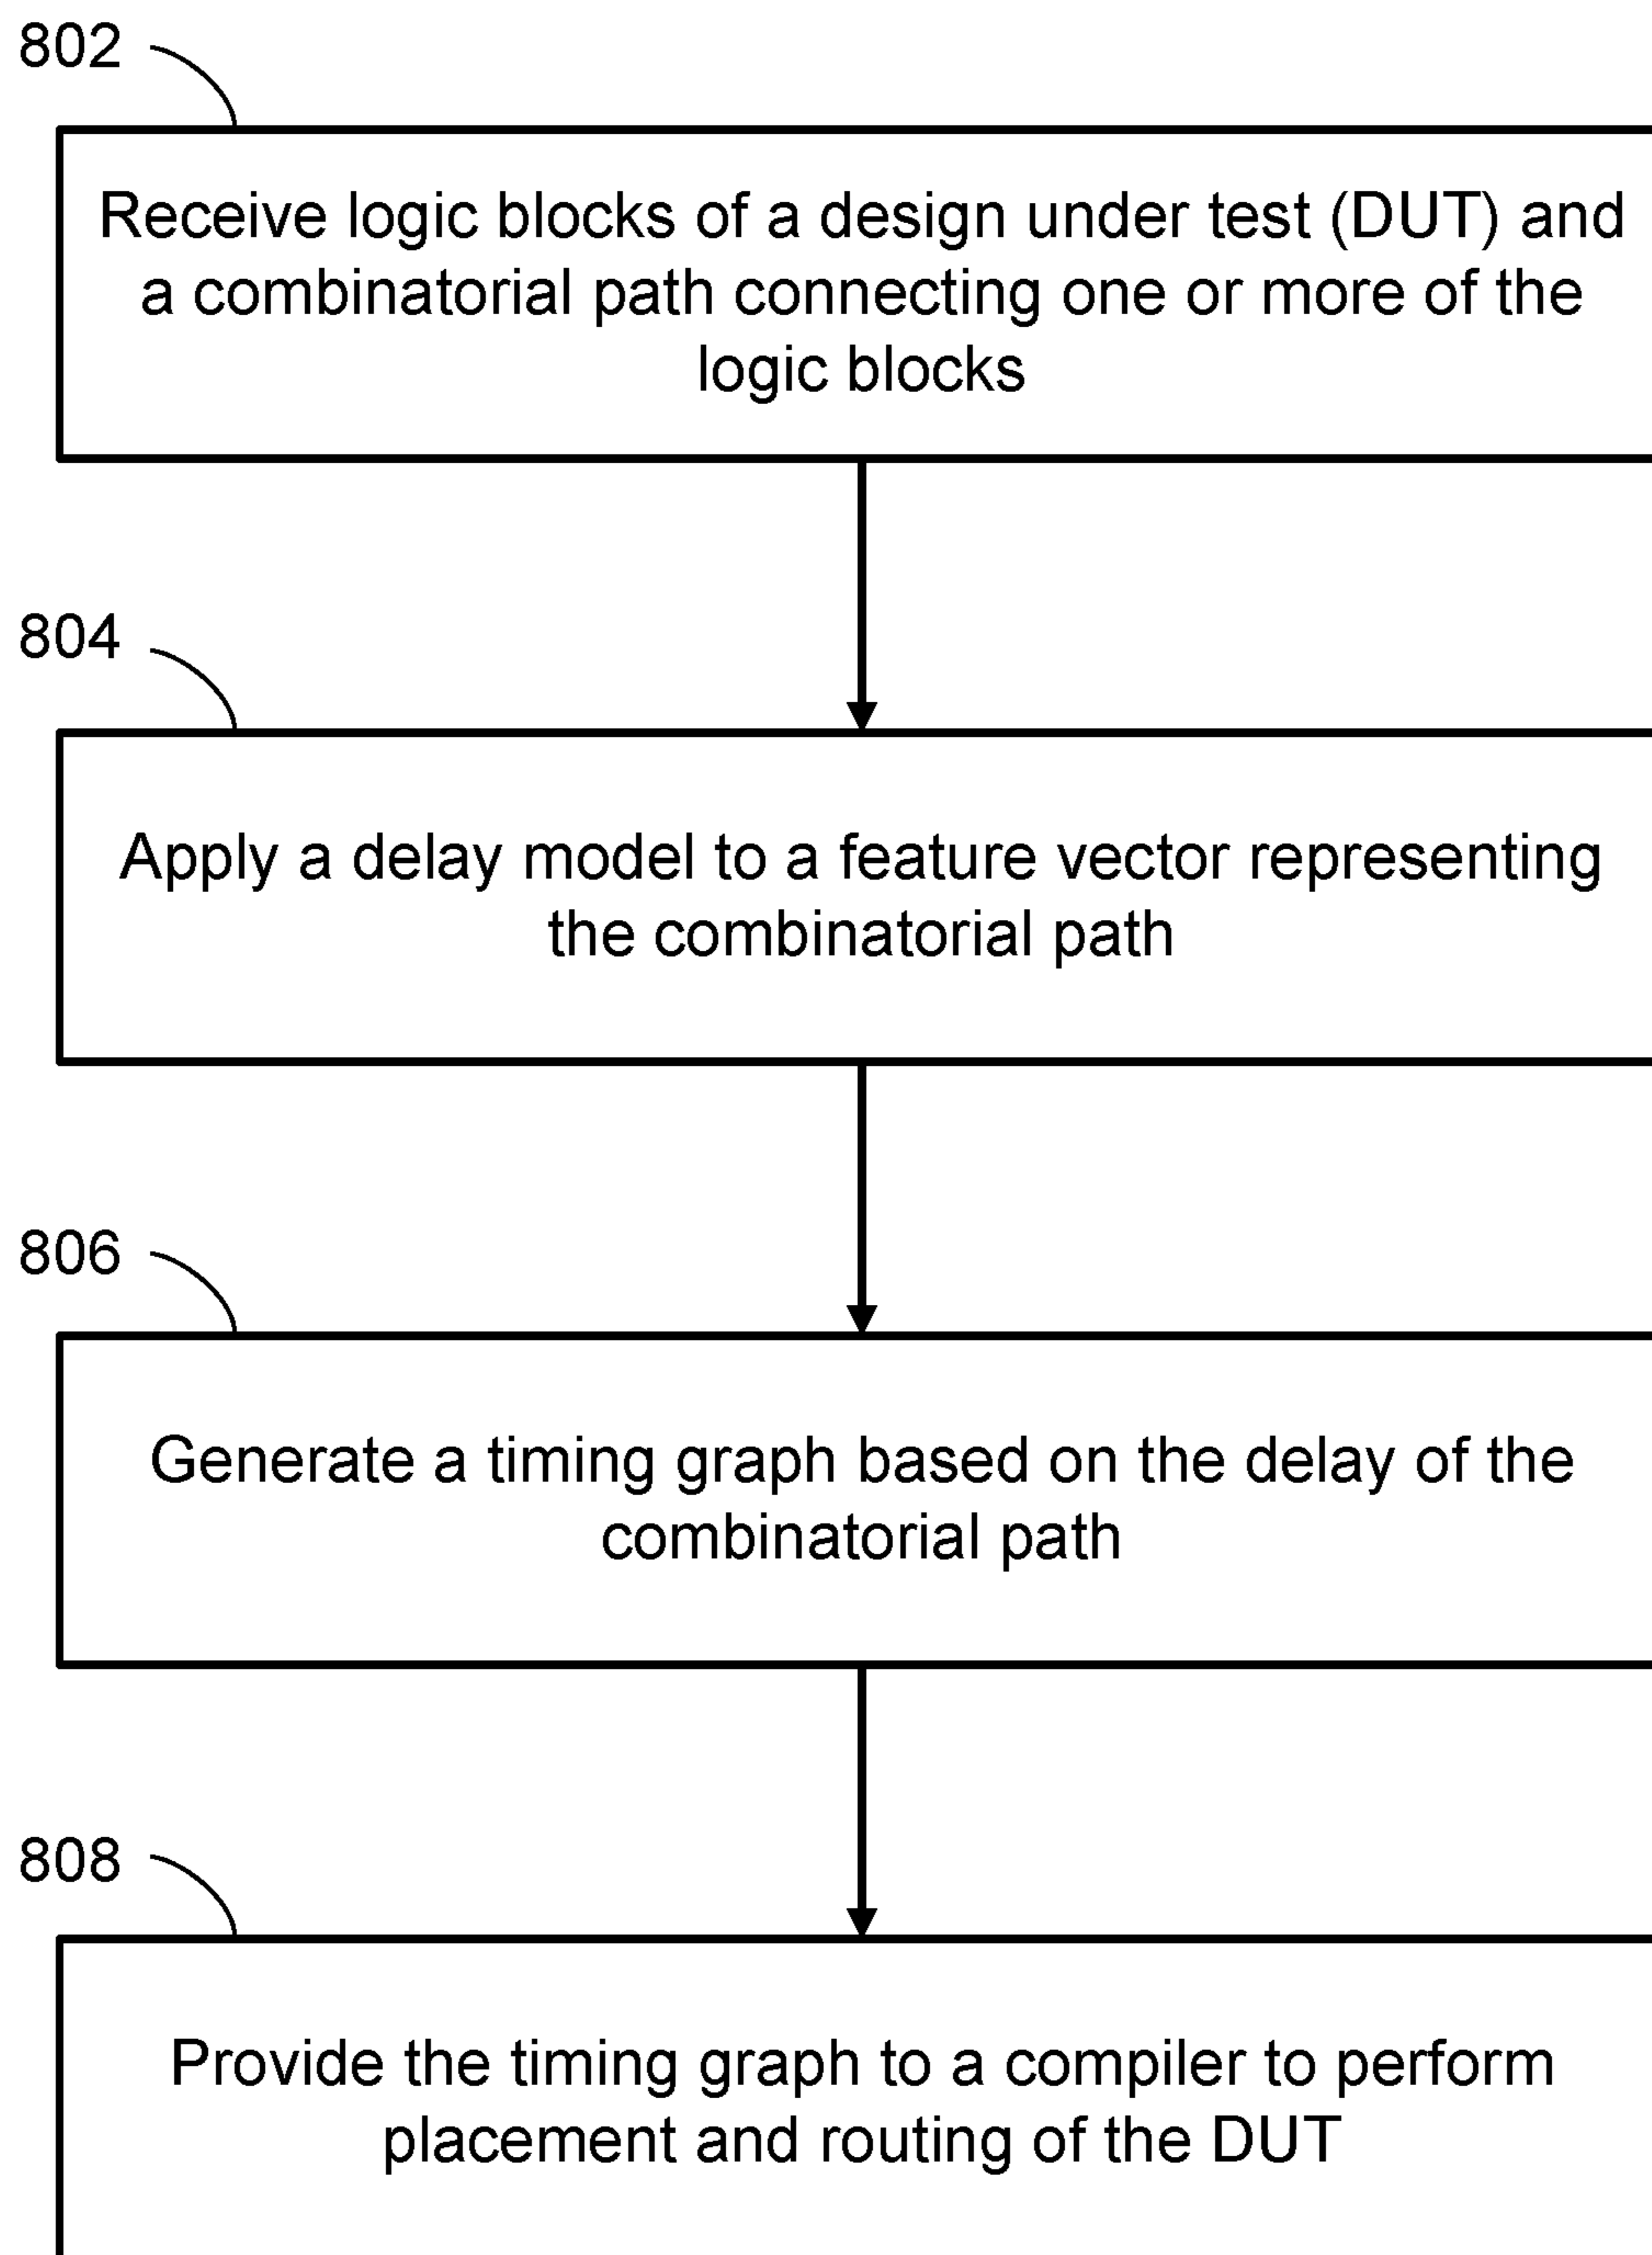 802
Receive logic blocks of a design under test (DUT) and
a combinatorial path connecting one or more of the
logic blocks
804
Apply a delay model to a feature vector representing
the combinatorial path
806
Generate a timing graph based on the delay of the
combinatorial path
808
Provide the timing graph to a compiler to perform
placement and routing of the DUT